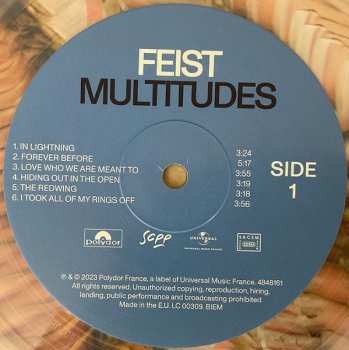 FEIST
MULTITUDES
1. IN LIGHTNING 3:24
2. FOREVER BEFORE 5:17
3. LOVE WHO WE ARE MEANT TO 3:55
4. HIDING OUT IN THE OPEN 3:19
5. THE REDWING 3:18
6. I TOOK ALL OF MY RINGS OFF 3:56
SIDE
1
polydor
UNIVERSAL
SACEM
℗ & © 2023 Polydor France, a label of Universal Music France. 4848161
All rights reserved. Unauthorized copying, reproduction, hiring,
lending, public performance and broadcasting prohibited
Made in the E.U. LC 00309. BIEM